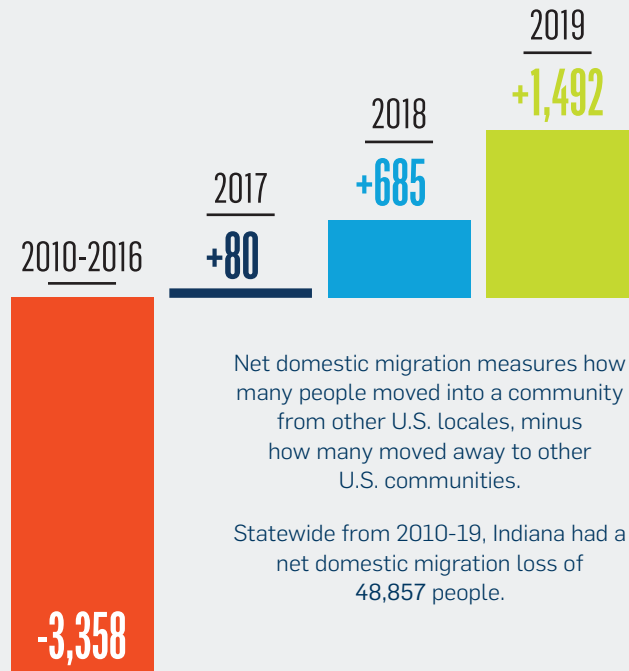 2019
+1,492
2018
+685
2017
+80
2010-2016
-3,358
Net domestic migration measures how
many people moved into a community
from other U.S. locales, minus
how many moved away to other
U.S. communities.
Statewide from 2010-19, Indiana had a
net domestic migration loss of
48,857 people.